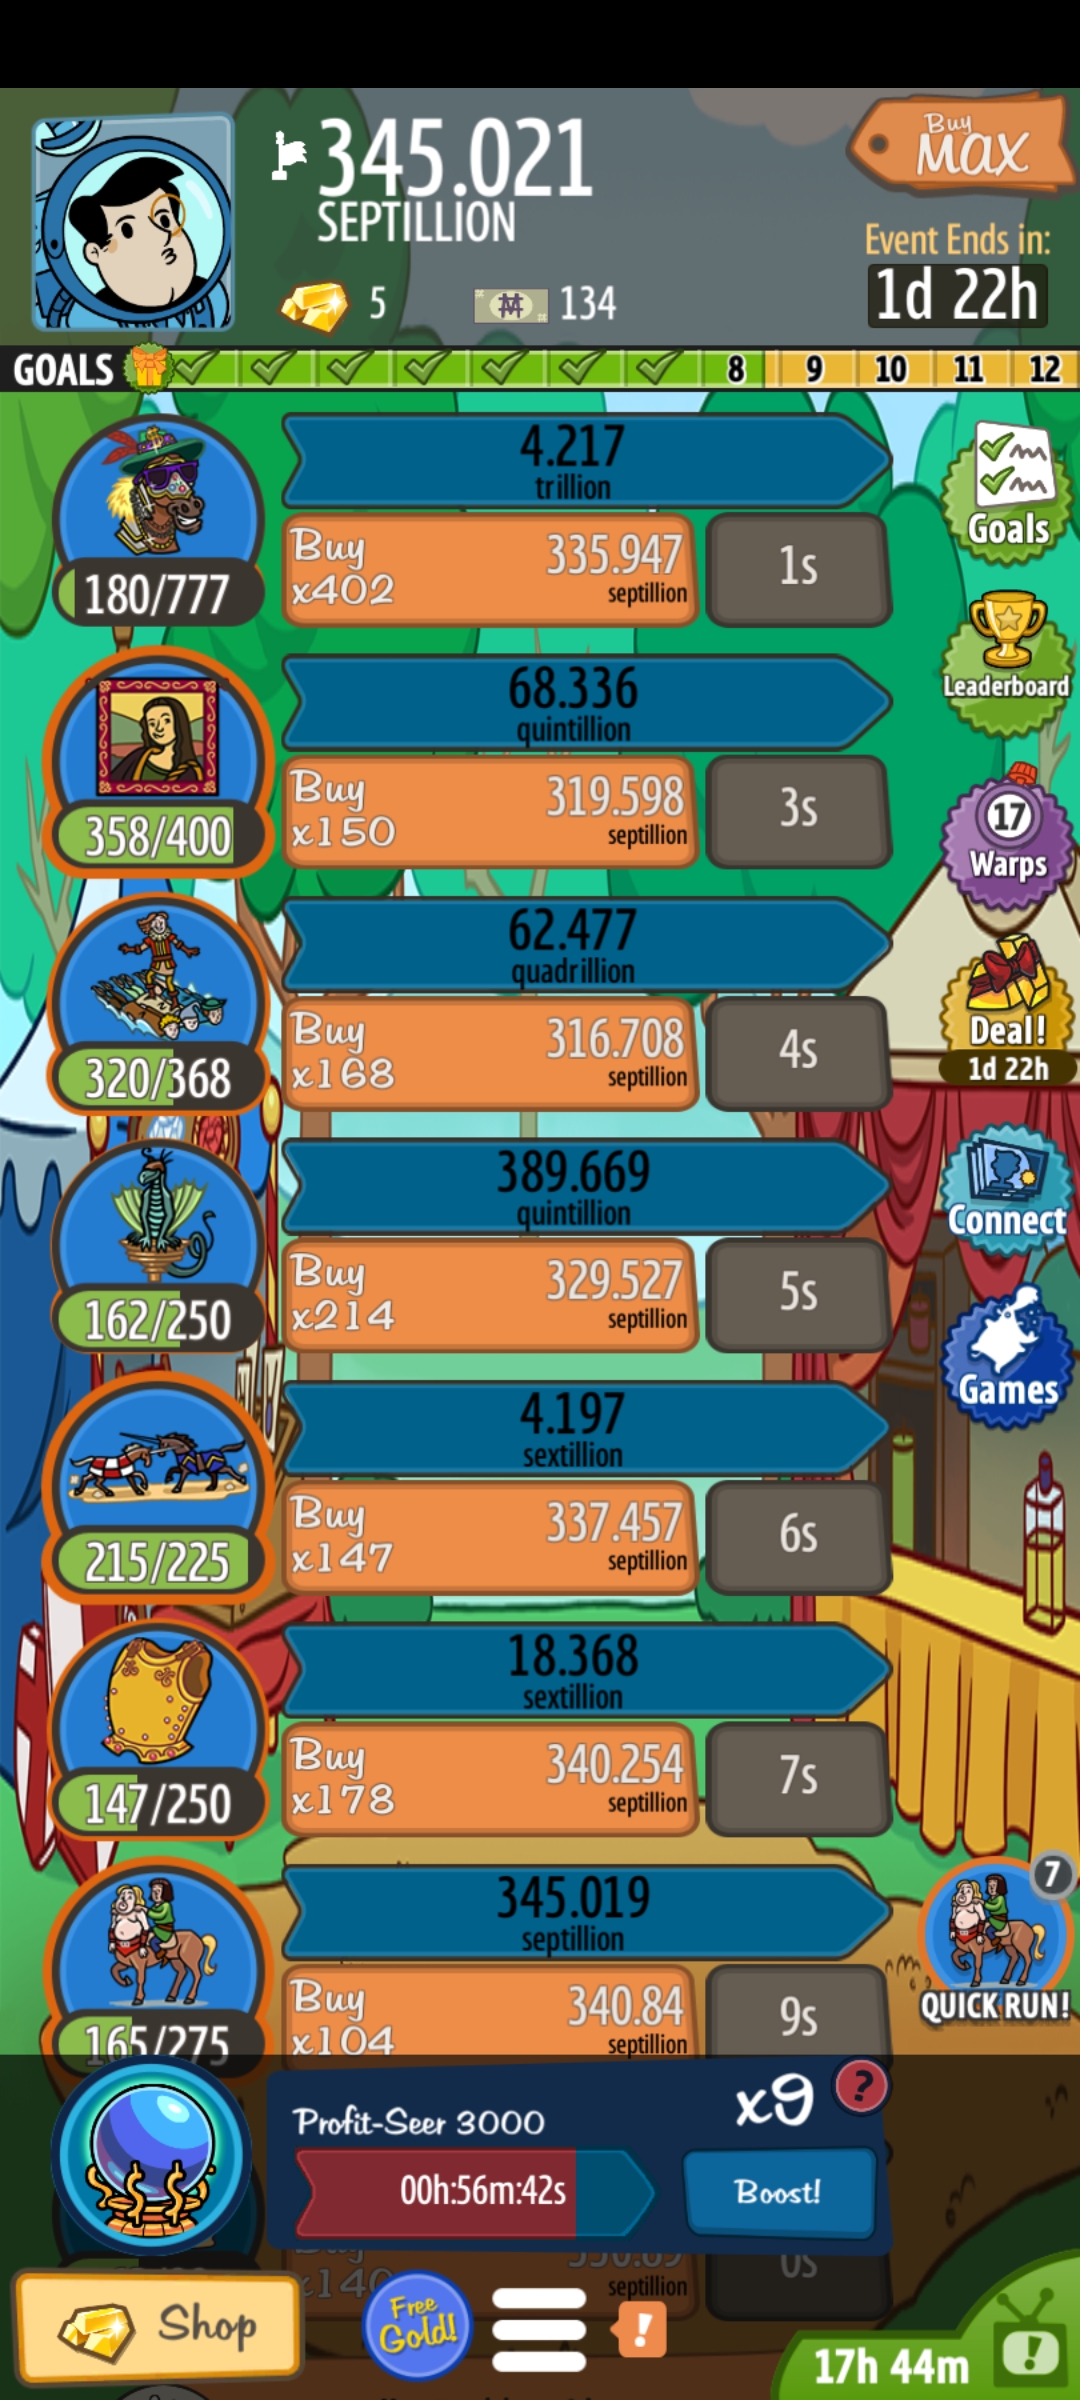 345.021
SEPTILLION
Buy
MAX
Event Ends in:
1d 22h
5
134
GOALS
8 9 10 11 12
4.217
trillion
Buy
x402
335.947
septillion
1s
180/777
Goals
68.336
quintillion
Buy
x150
319.598
septillion
3s
358/400
Leaderboard
17
Warps
62.477
quadrillion
Buy
x168
316.708
septillion
4s
320/368
Deal!
1d 22h
389.669
quintillion
Buy
x214
329.527
septillion
5s
162/250
Connect
Games
4.197
sextillion
Buy
x147
337.457
septillion
6s
215/225
18.368
sextillion
Buy
x178
340.254
septillion
7s
147/250
345.019
septillion
Buy
x104
340.84
septillion
9s
165/275
7
QUICK RUN!
Profit-Seer 3000
x9
?
00h:56m:42s
Boost!
x140
septillion
Shop
Free
Gold!
!
17h 44m
!